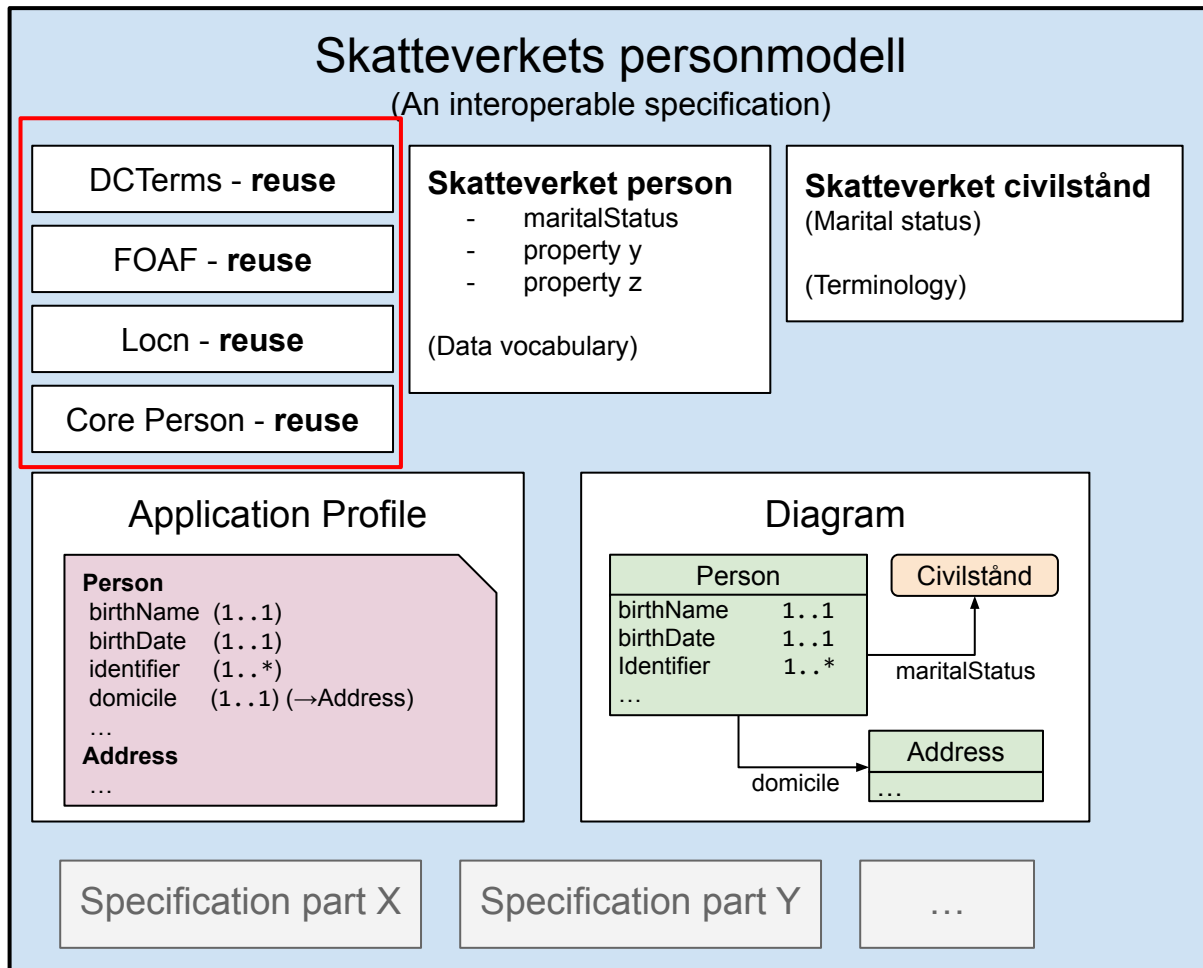 Skatteverkets personmodell
(An interoperable specification)
DCTerms - reuse
FOAF - reuse
Locn - reuse
Core Person - reuse
Skatteverket person
- maritalStatus
- property y
- property z
(Data vocabulary)
Skatteverket civilstånd
(Marital status)
(Terminology)
Application Profile
Person
birthName (1..1)
birthDate (1..1)
identifier (1..*)
domicile (1..1) (→Address)
…
Address
…
Diagram
Person
birthName 1..1
birthDate 1..1
Identifier 1..*
…
Civilstånd
maritalStatus
domicile
Address
…
Specification part X
Specification part Y
…